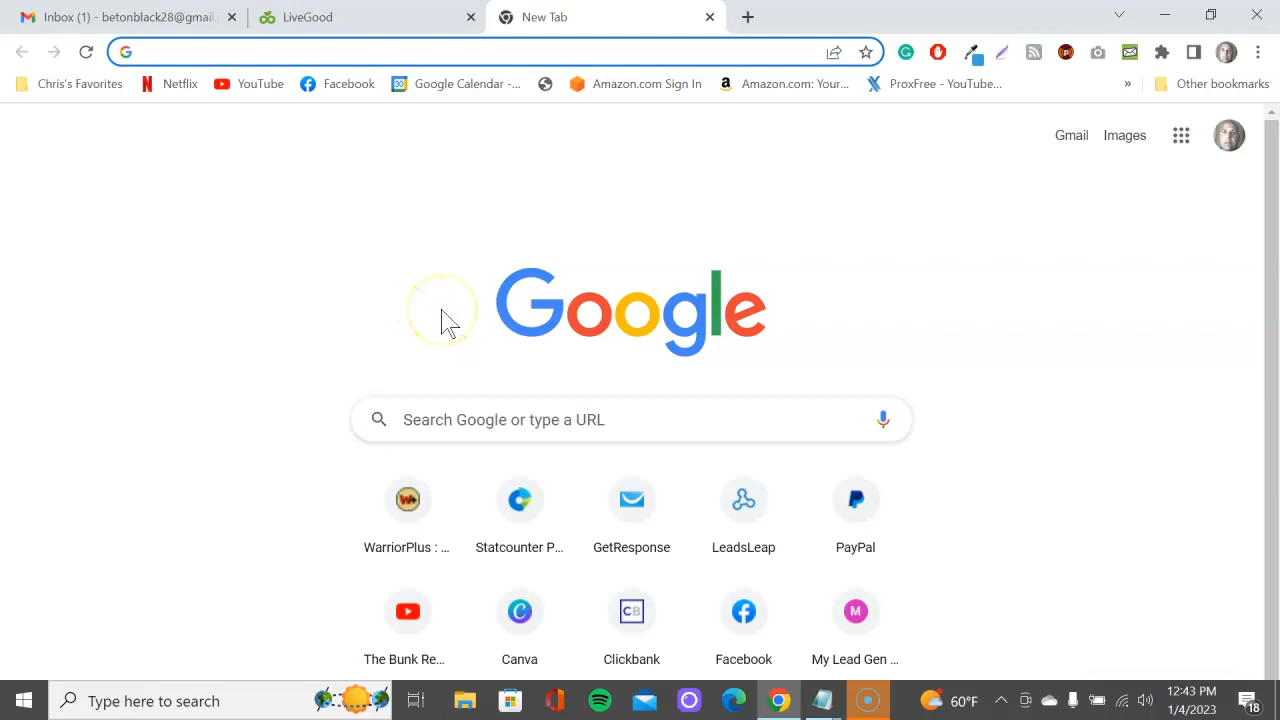 Inbox (1) - betonblack28@gmail.
LiveGood
New Tab
Chris's Favorites
Netflix
YouTube
Facebook
Google Calendar -...
Amazon.com Sign In
Amazon.com: Your...
ProxFree - YouTube...
»
Other bookmarks
Gmail
Images
Google
Search Google or type a URL
WarriorPlus : ...
Statcounter P...
GetResponse
LeadsLeap
PayPal
CB
M
The Bunk Re...
Canva
Clickbank
Facebook
My Lead Gen ...
Type here to search
60°F
12:43 PM
1/4/2023
18